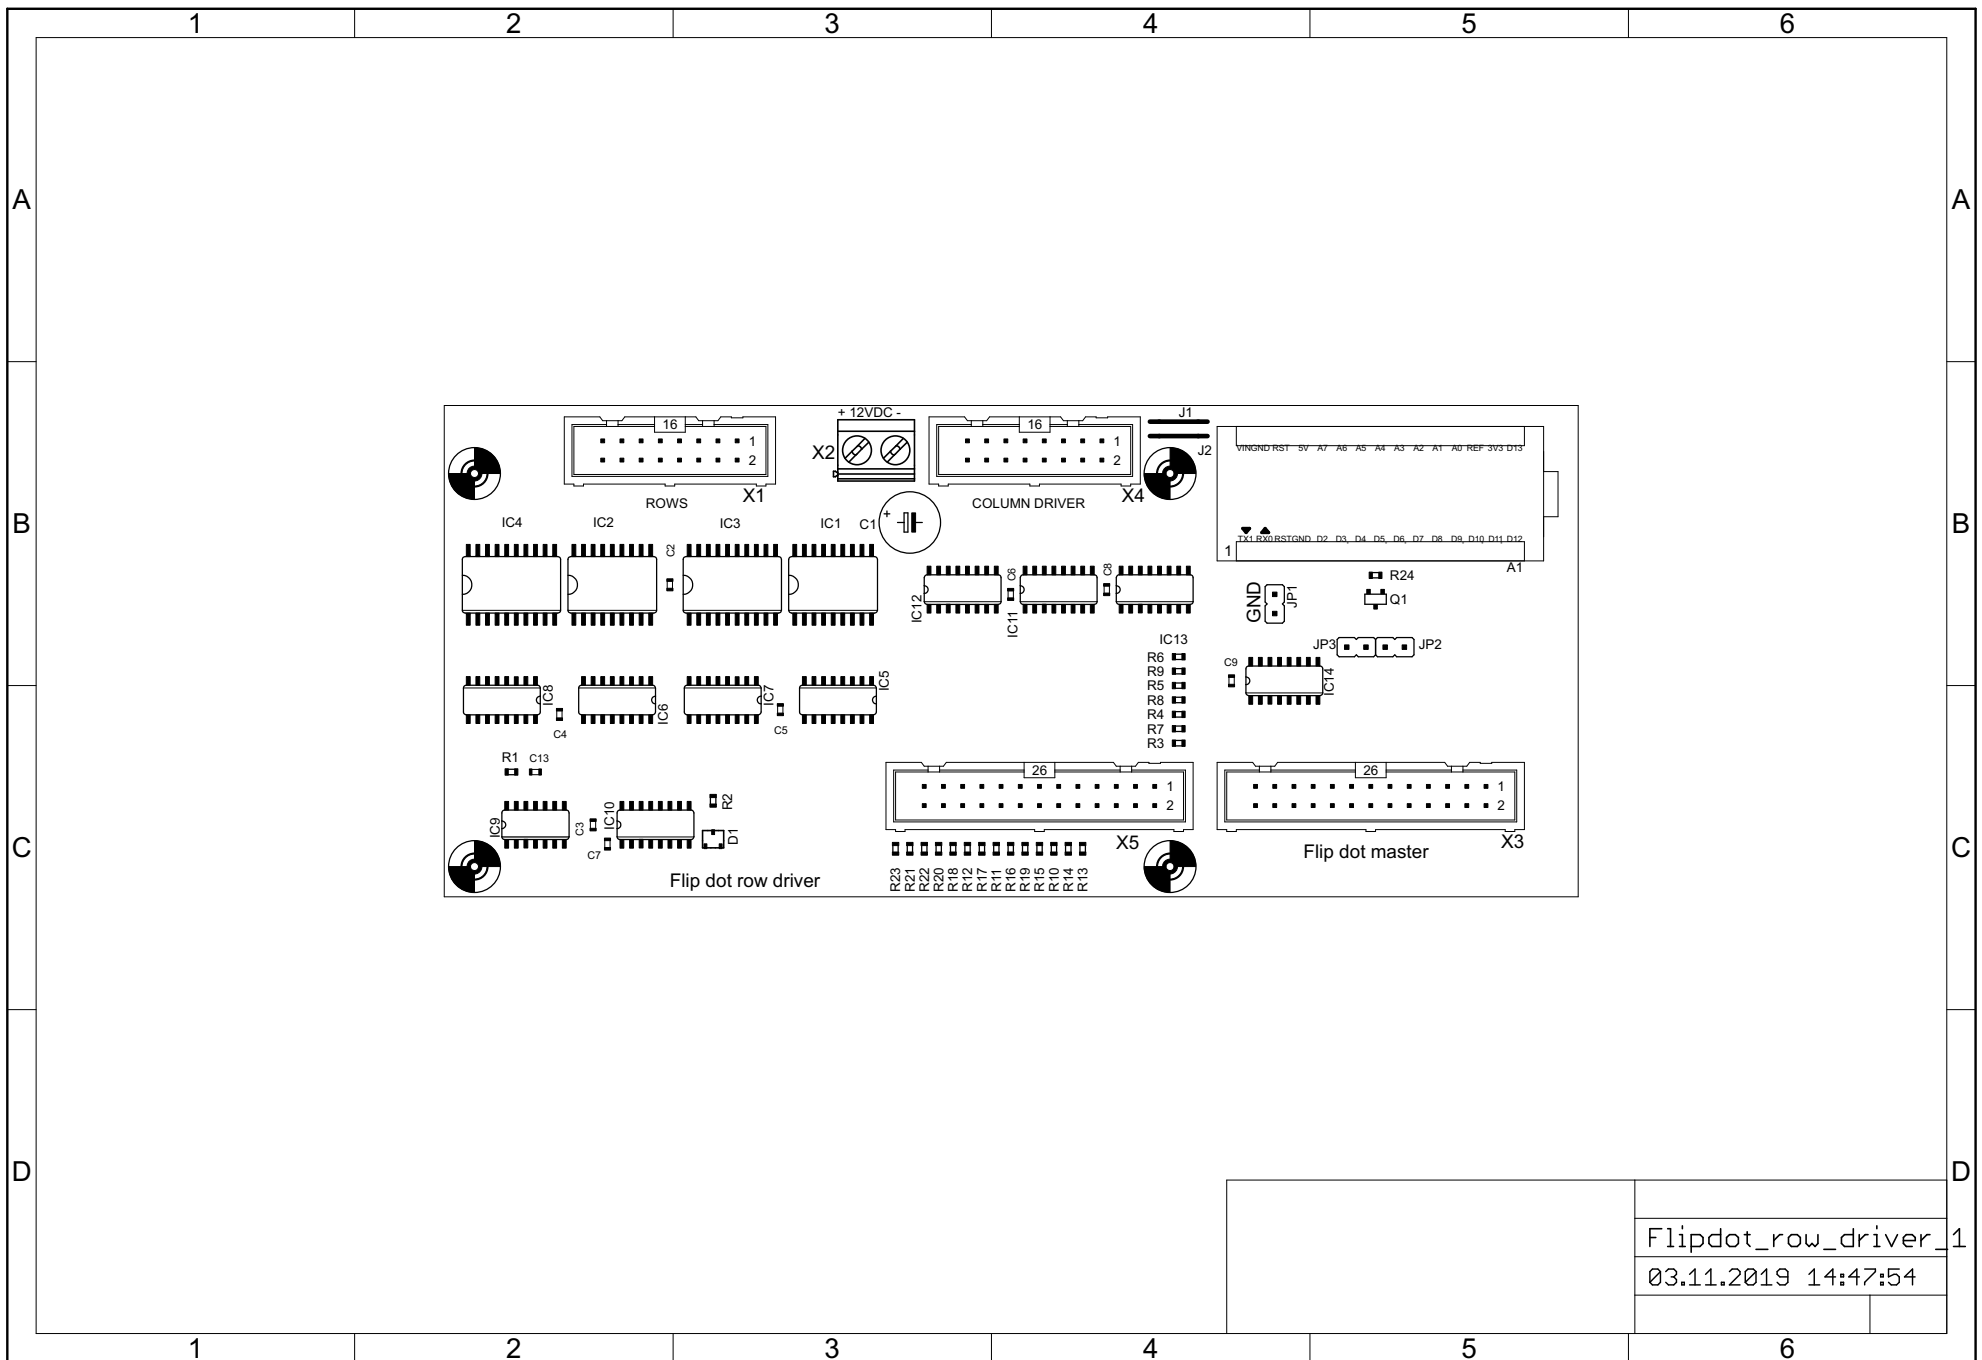 1 2 3 4 5 6
A A
+ 12VDC -
J1
16 16
1 1
X2
2 2
J2
VIN GND RST 5V A7 A6 A5 A4 A3 A2 A1 A0 REF 3V3 D13
X1 X4
ROWS COLUMN DRIVER
B B
IC4 IC2 IC3 IC1 C1 +
TX1 RX0 RST GND D2 D3 D4 D5 D6 D7 D8 D9 D10 D11 D12
1
A1
C2 C6 C8
R24
Q1
GND JP1
IC12 IC11 IC13
JP3 JP2
R6
R9
R5
R8
R4
R7
R3
C9 IC14
IC8 IC6 IC7 IC5
C4 C5
R1 C13
26 26
1 1
2 2
IC9 C3 IC10 R2
C7 D1
X5 X3
C C
Flip dot master
Flip dot row driver
R23 R21 R22 R20 R18 R12 R17 R11 R16 R19 R15 R10 R14 R13
D D
Flipdot_row_driver_1
03.11.2019 14:47:54
1 2 3 4 5 6